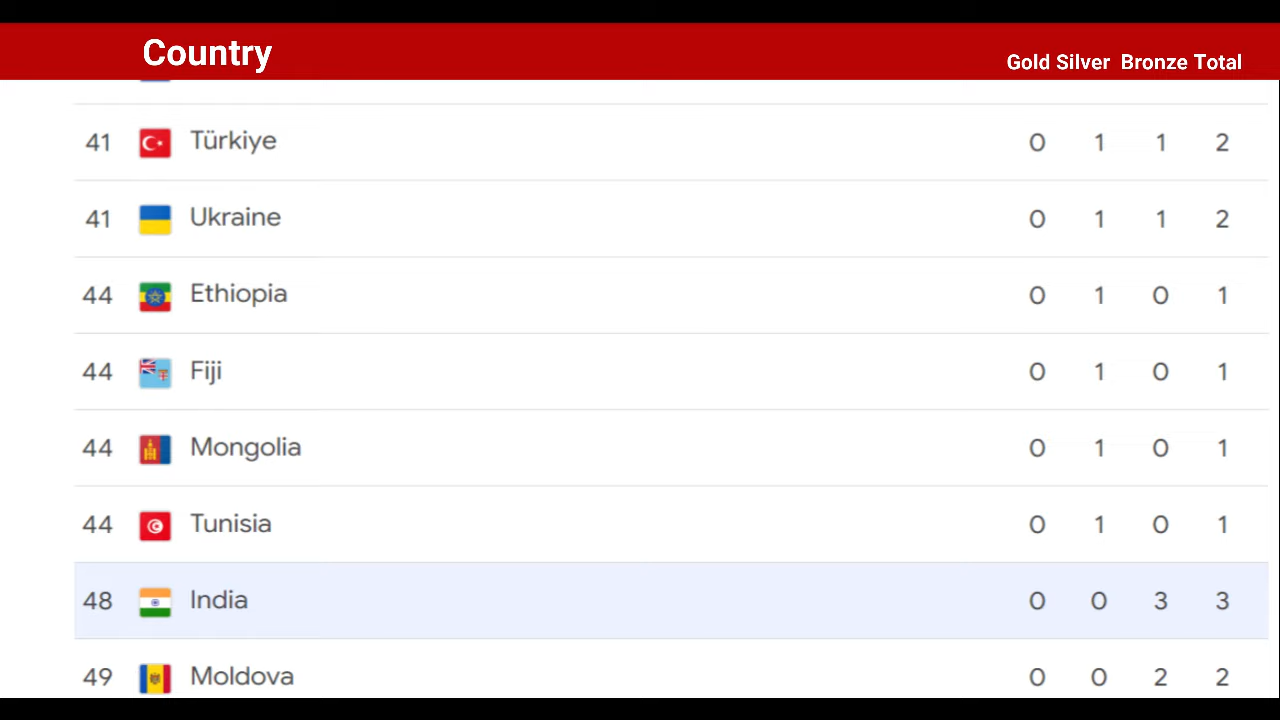 Country Gold Silver Bronze Total
41 Türkiye 0 1 1 2
41 Ukraine 0 1 1 2
44 Ethiopia 0 1 0 1
44 Fiji 0 1 0 1
44 Mongolia 0 1 0 1
44 Tunisia 0 1 0 1
48 India 0 0 3 3
49 Moldova 0 0 2 2